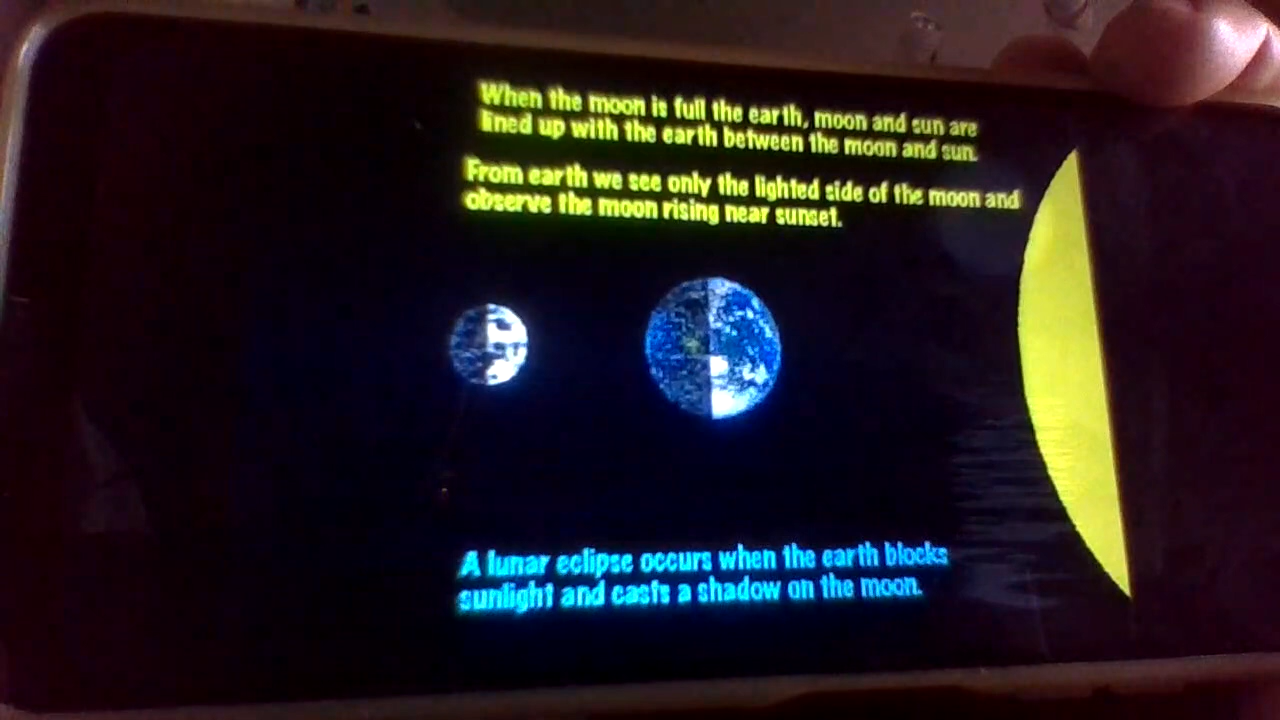 When the moon is full the earth, moon and sun are
lined up with the earth between the moon and sun.
From earth we see only the lighted side of the moon and
observe the moon rising near sunset.
A lunar eclipse occurs when the earth blocks
sunlight and casts a shadow on the moon.